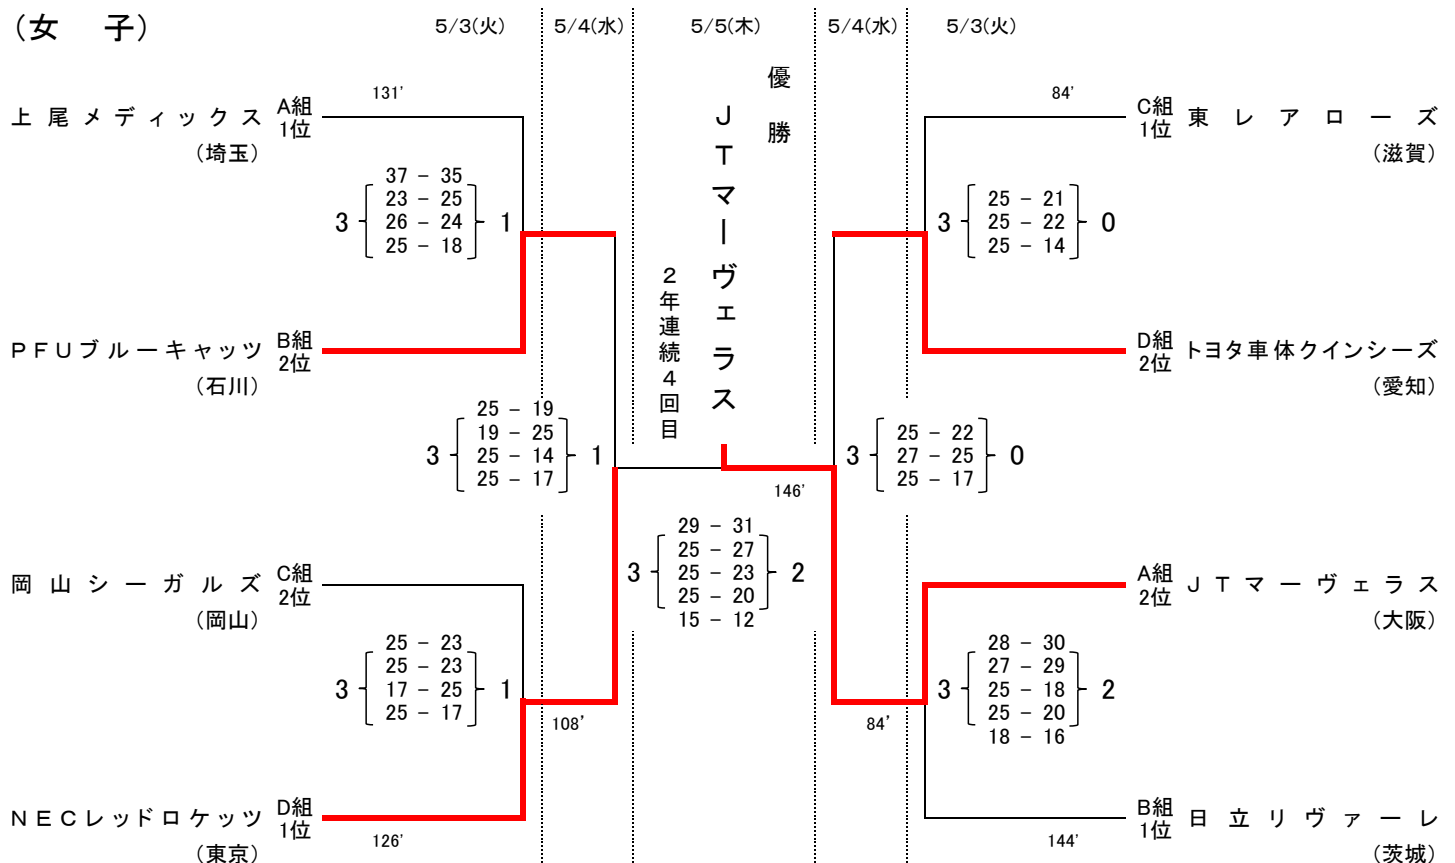 (女　子)
5/3(火) 5/4(水) 5/5(木) 5/4(水) 5/3(火)
優勝
JTマーヴェラス
2年連続4回目
上尾メディックス A組 1位
(埼玉)
131'
37 - 35
23 - 25
26 - 24
25 - 18
3 1
PFUブルーキャッツ B組 2位
(石川)
25 - 19
19 - 25
25 - 14
25 - 17
3 1
岡山シーガルズ C組 2位
(岡山)
25 - 23
25 - 23
17 - 25
25 - 17
3 1
108'
NECレッドロケッツ D組 1位
(東京)
126'
146'
29 - 31
25 - 27
25 - 23
25 - 20
15 - 12
3 2
84'
C組 1位 東レアローズ
(滋賀)
25 - 21
25 - 22
25 - 14
3 0
D組 2位 トヨタ車体クインシーズ
(愛知)
25 - 22
27 - 25
25 - 17
3 0
A組 2位 JTマーヴェラス
(大阪)
28 - 30
27 - 29
25 - 18
25 - 20
18 - 16
3 2
84'
B組 1位 日立リヴァーレ
(茨城)
144'